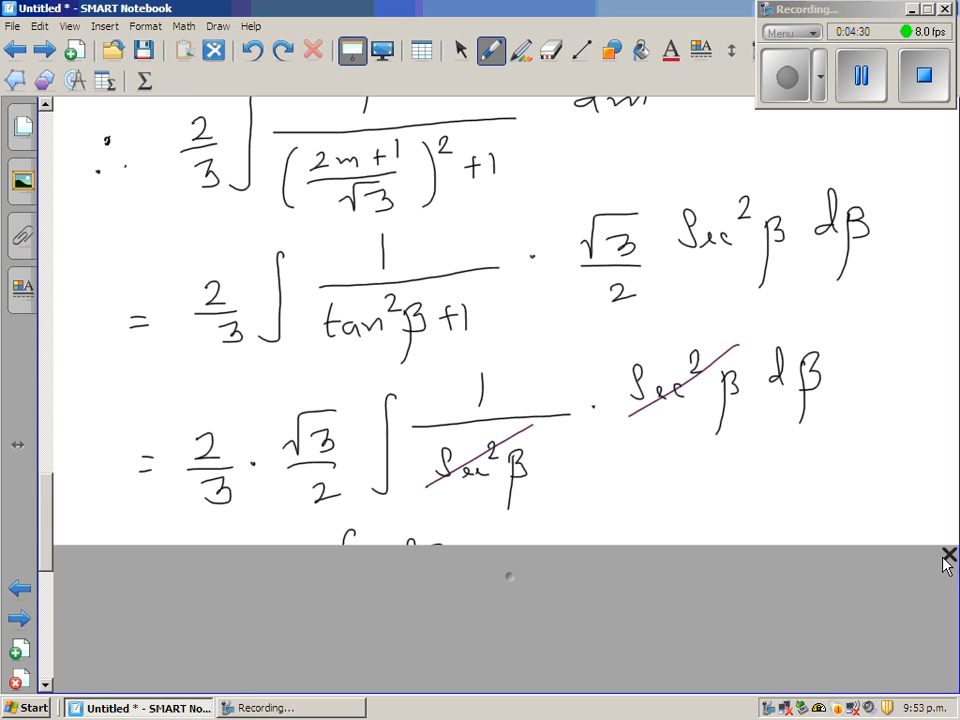 Untitled * - SMART Notebook
File Edit View Insert Format Math Draw Help
Recording...
Menu
0:04:30
8.0 fps
∴ 2/3 ∫ 1/(((2m+1)/√3)² +1) dm
= 2/3 ∫ 1/(tan²β +1) · √3/2 Sec²β dβ
= 2/3 · √3/2 ∫ 1/Sec²β · Sec²β dβ
Start
Untitled * - SMART No...
Recording...
9:53 p.m.